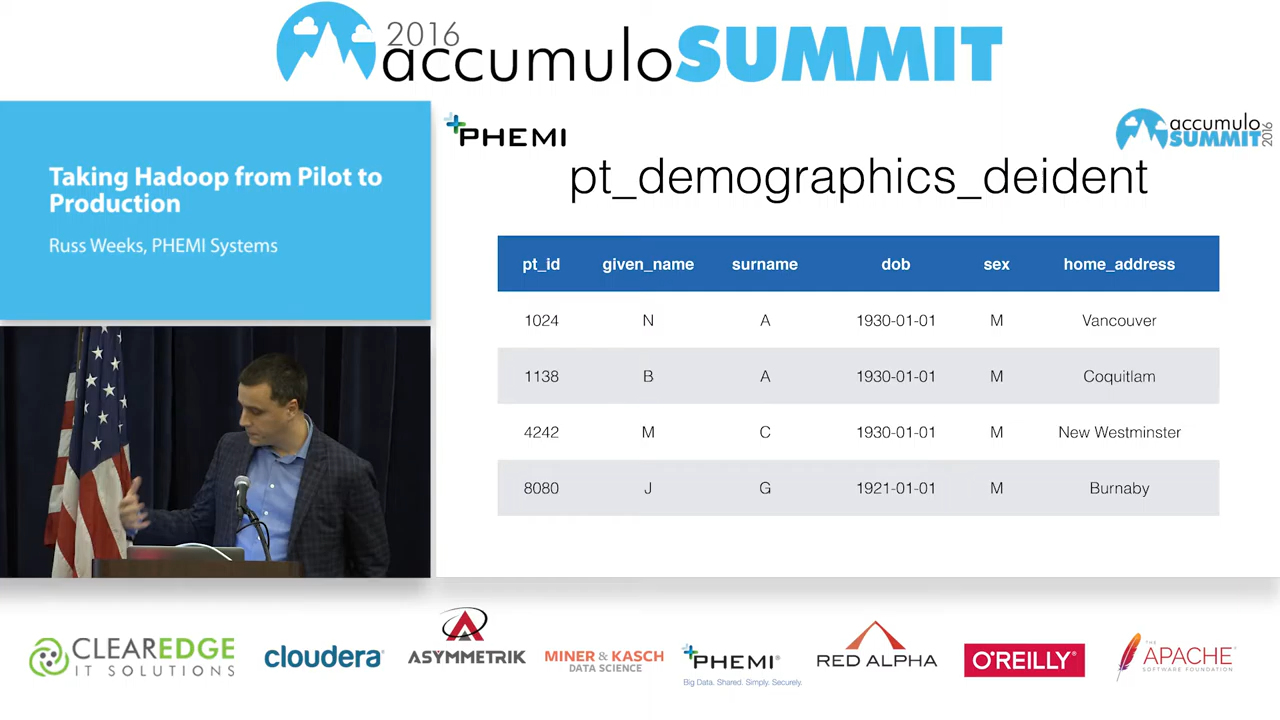 2016
accumuloSUMMIT
Taking Hadoop from Pilot to
Production
Russ Weeks, PHEMI Systems
PHEMI
accumulo
SUMMIT 2016
pt_demographics_deident
pt_id given_name surname dob sex home_address
1024 N A 1930-01-01 M Vancouver
1138 B A 1930-01-01 M Coquitlam
4242 M C 1930-01-01 M New Westminster
8080 J G 1921-01-01 M Burnaby
CLEAREDGE
IT SOLUTIONS
cloudera
ASYMMETRIK
MINER & KASCH
DATA SCIENCE
PHEMI
Big Data. Shared. Simply. Securely.
RED ALPHA
O'REILLY
THE
APACHE
SOFTWARE FOUNDATION